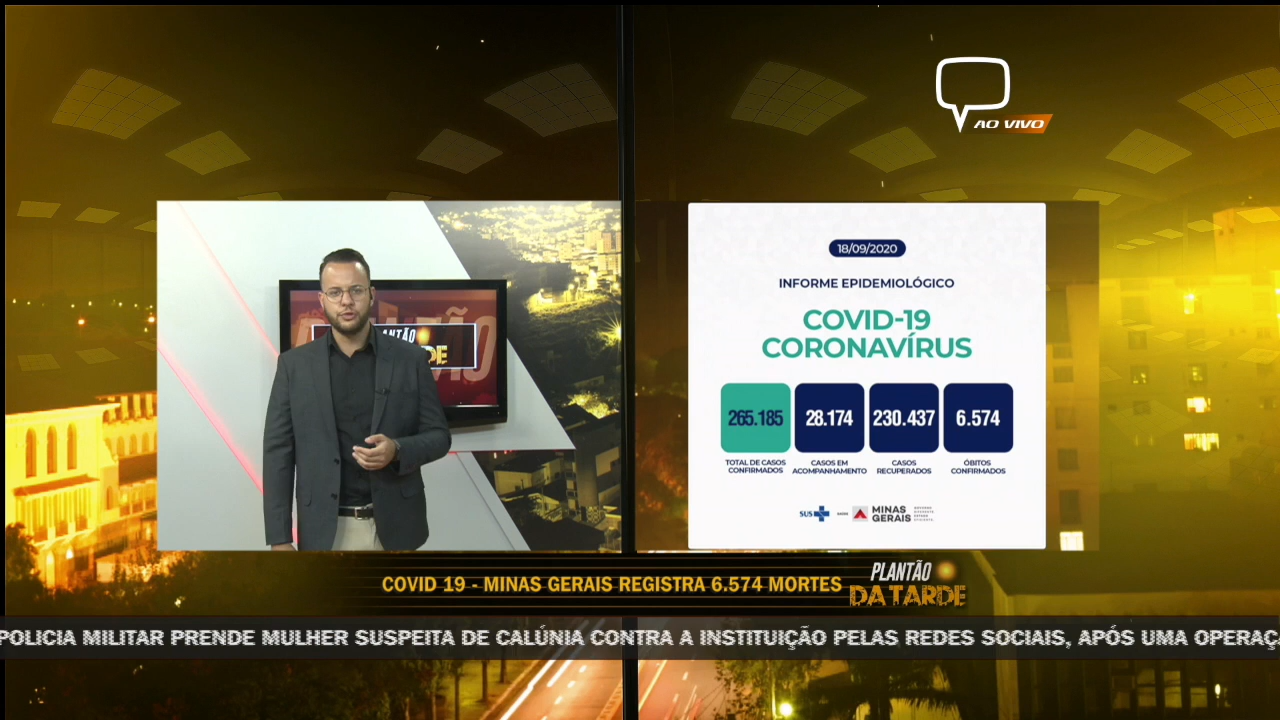 AO VIVO
PLANTÃO
18/09/2020
INFORME EPIDEMIOLÓGICO
COVID-19
CORONAVÍRUS
265.185 28.174 230.437 6.574
TOTAL DE CASOS CONFIRMADOS
CASOS EM ACOMPANHAMENTO
CASOS RECUPERADOS
ÓBITOS CONFIRMADOS
SUS
MINAS GERAIS
COVID 19 - MINAS GERAIS REGISTRA 6.574 MORTES
PLANTÃO
DA TARDE
POLICIA MILITAR PRENDE MULHER SUSPEITA DE CALÚNIA CONTRA A INSTITUIÇÃO PELAS REDES SOCIAIS, APÓS UMA OPERAÇ